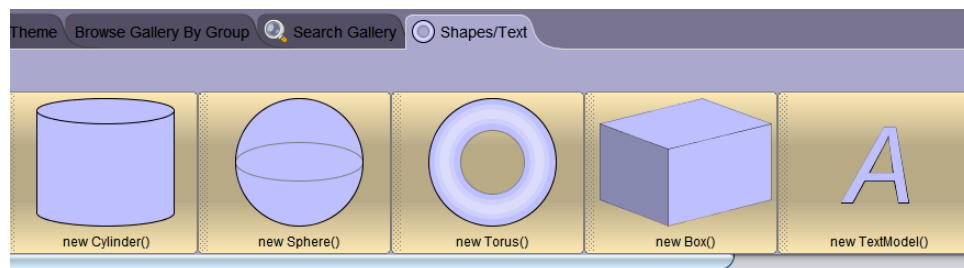 Theme Browse Gallery By Group Search Gallery Shapes/Text
new Cylinder() new Sphere() new Torus() new Box() new TextModel()